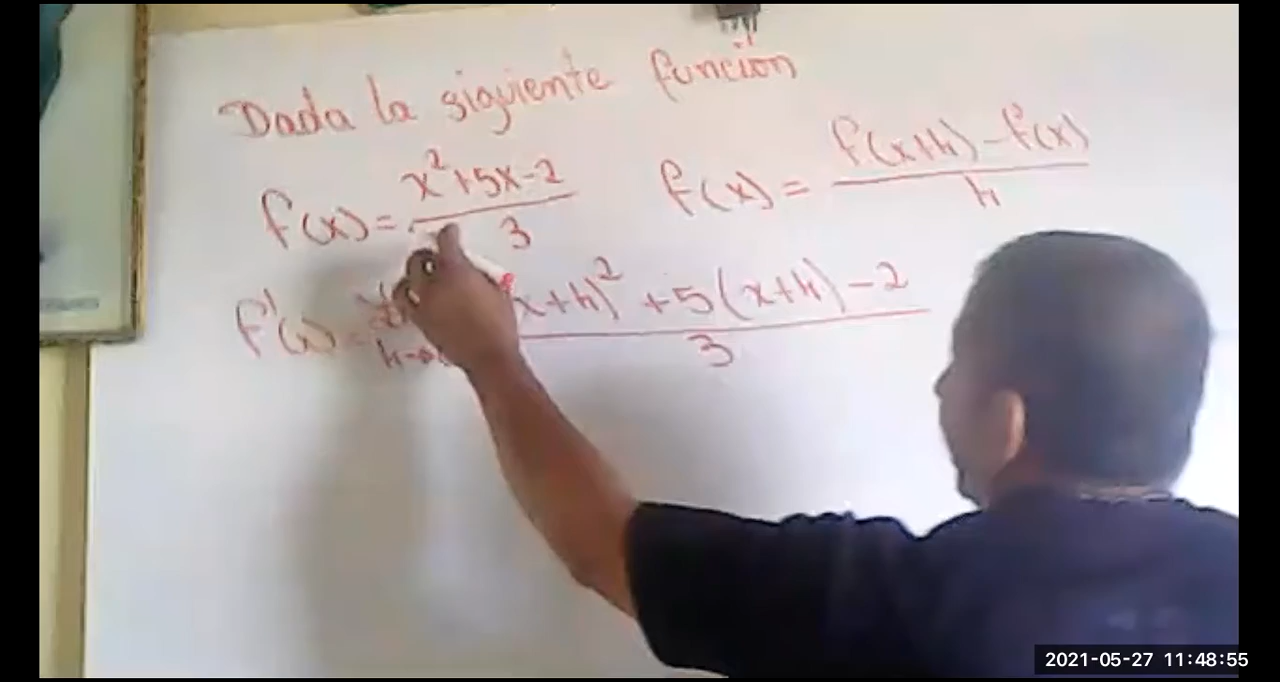 Dada la siguiente función
f(x) = (x²+5x-2)/3 f(x) = (f(x+h)-f(x))/h
f'(x) = h→ x+h)² +5(x+h)-2 / 3
2021-05-27 11:48:55